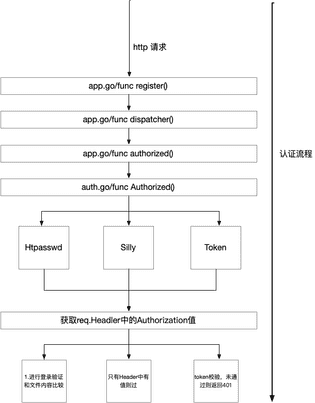 http 请求
app.go/func register()
app.go/func dispatcher()
app.go/func authorized()
auth.go/func Authorized()
认证流程
Htpasswd
Silly
Token
获取req.Headler中的Authorization值
1.进行登录验证
和文件内容比较
只有Header中有
值则过
token校验，未通
过则返回401